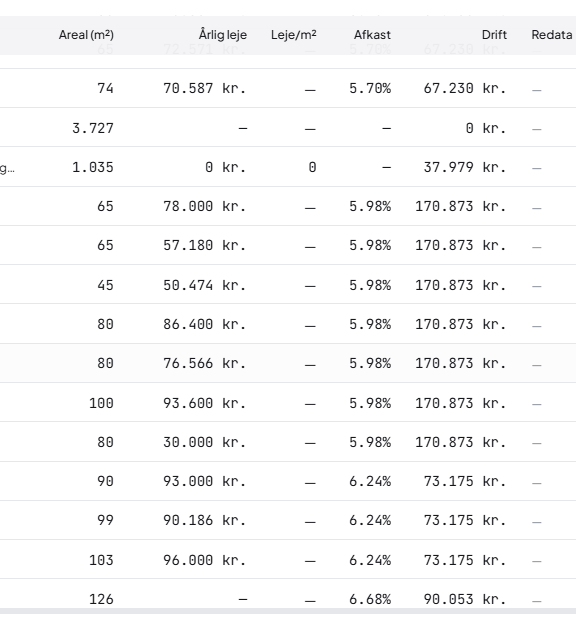 Areal (m²) Årlig leje Leje/m² Afkast Drift Redata
65 72.571 kr. — 5.70% 67.230 kr. —
74 70.587 kr. — 5.70% 67.230 kr. —
3.727 — — — 0 kr. —
g... 1.035 0 kr. 0 — 37.979 kr. —
65 78.000 kr. — 5.98% 170.873 kr. —
65 57.180 kr. — 5.98% 170.873 kr. —
45 50.474 kr. — 5.98% 170.873 kr. —
80 86.400 kr. — 5.98% 170.873 kr. —
80 76.566 kr. — 5.98% 170.873 kr. —
100 93.600 kr. — 5.98% 170.873 kr. —
80 30.000 kr. — 5.98% 170.873 kr. —
90 93.000 kr. — 6.24% 73.175 kr. —
99 90.186 kr. — 6.24% 73.175 kr. —
103 96.000 kr. — 6.24% 73.175 kr. —
126 — — 6.68% 90.053 kr. —